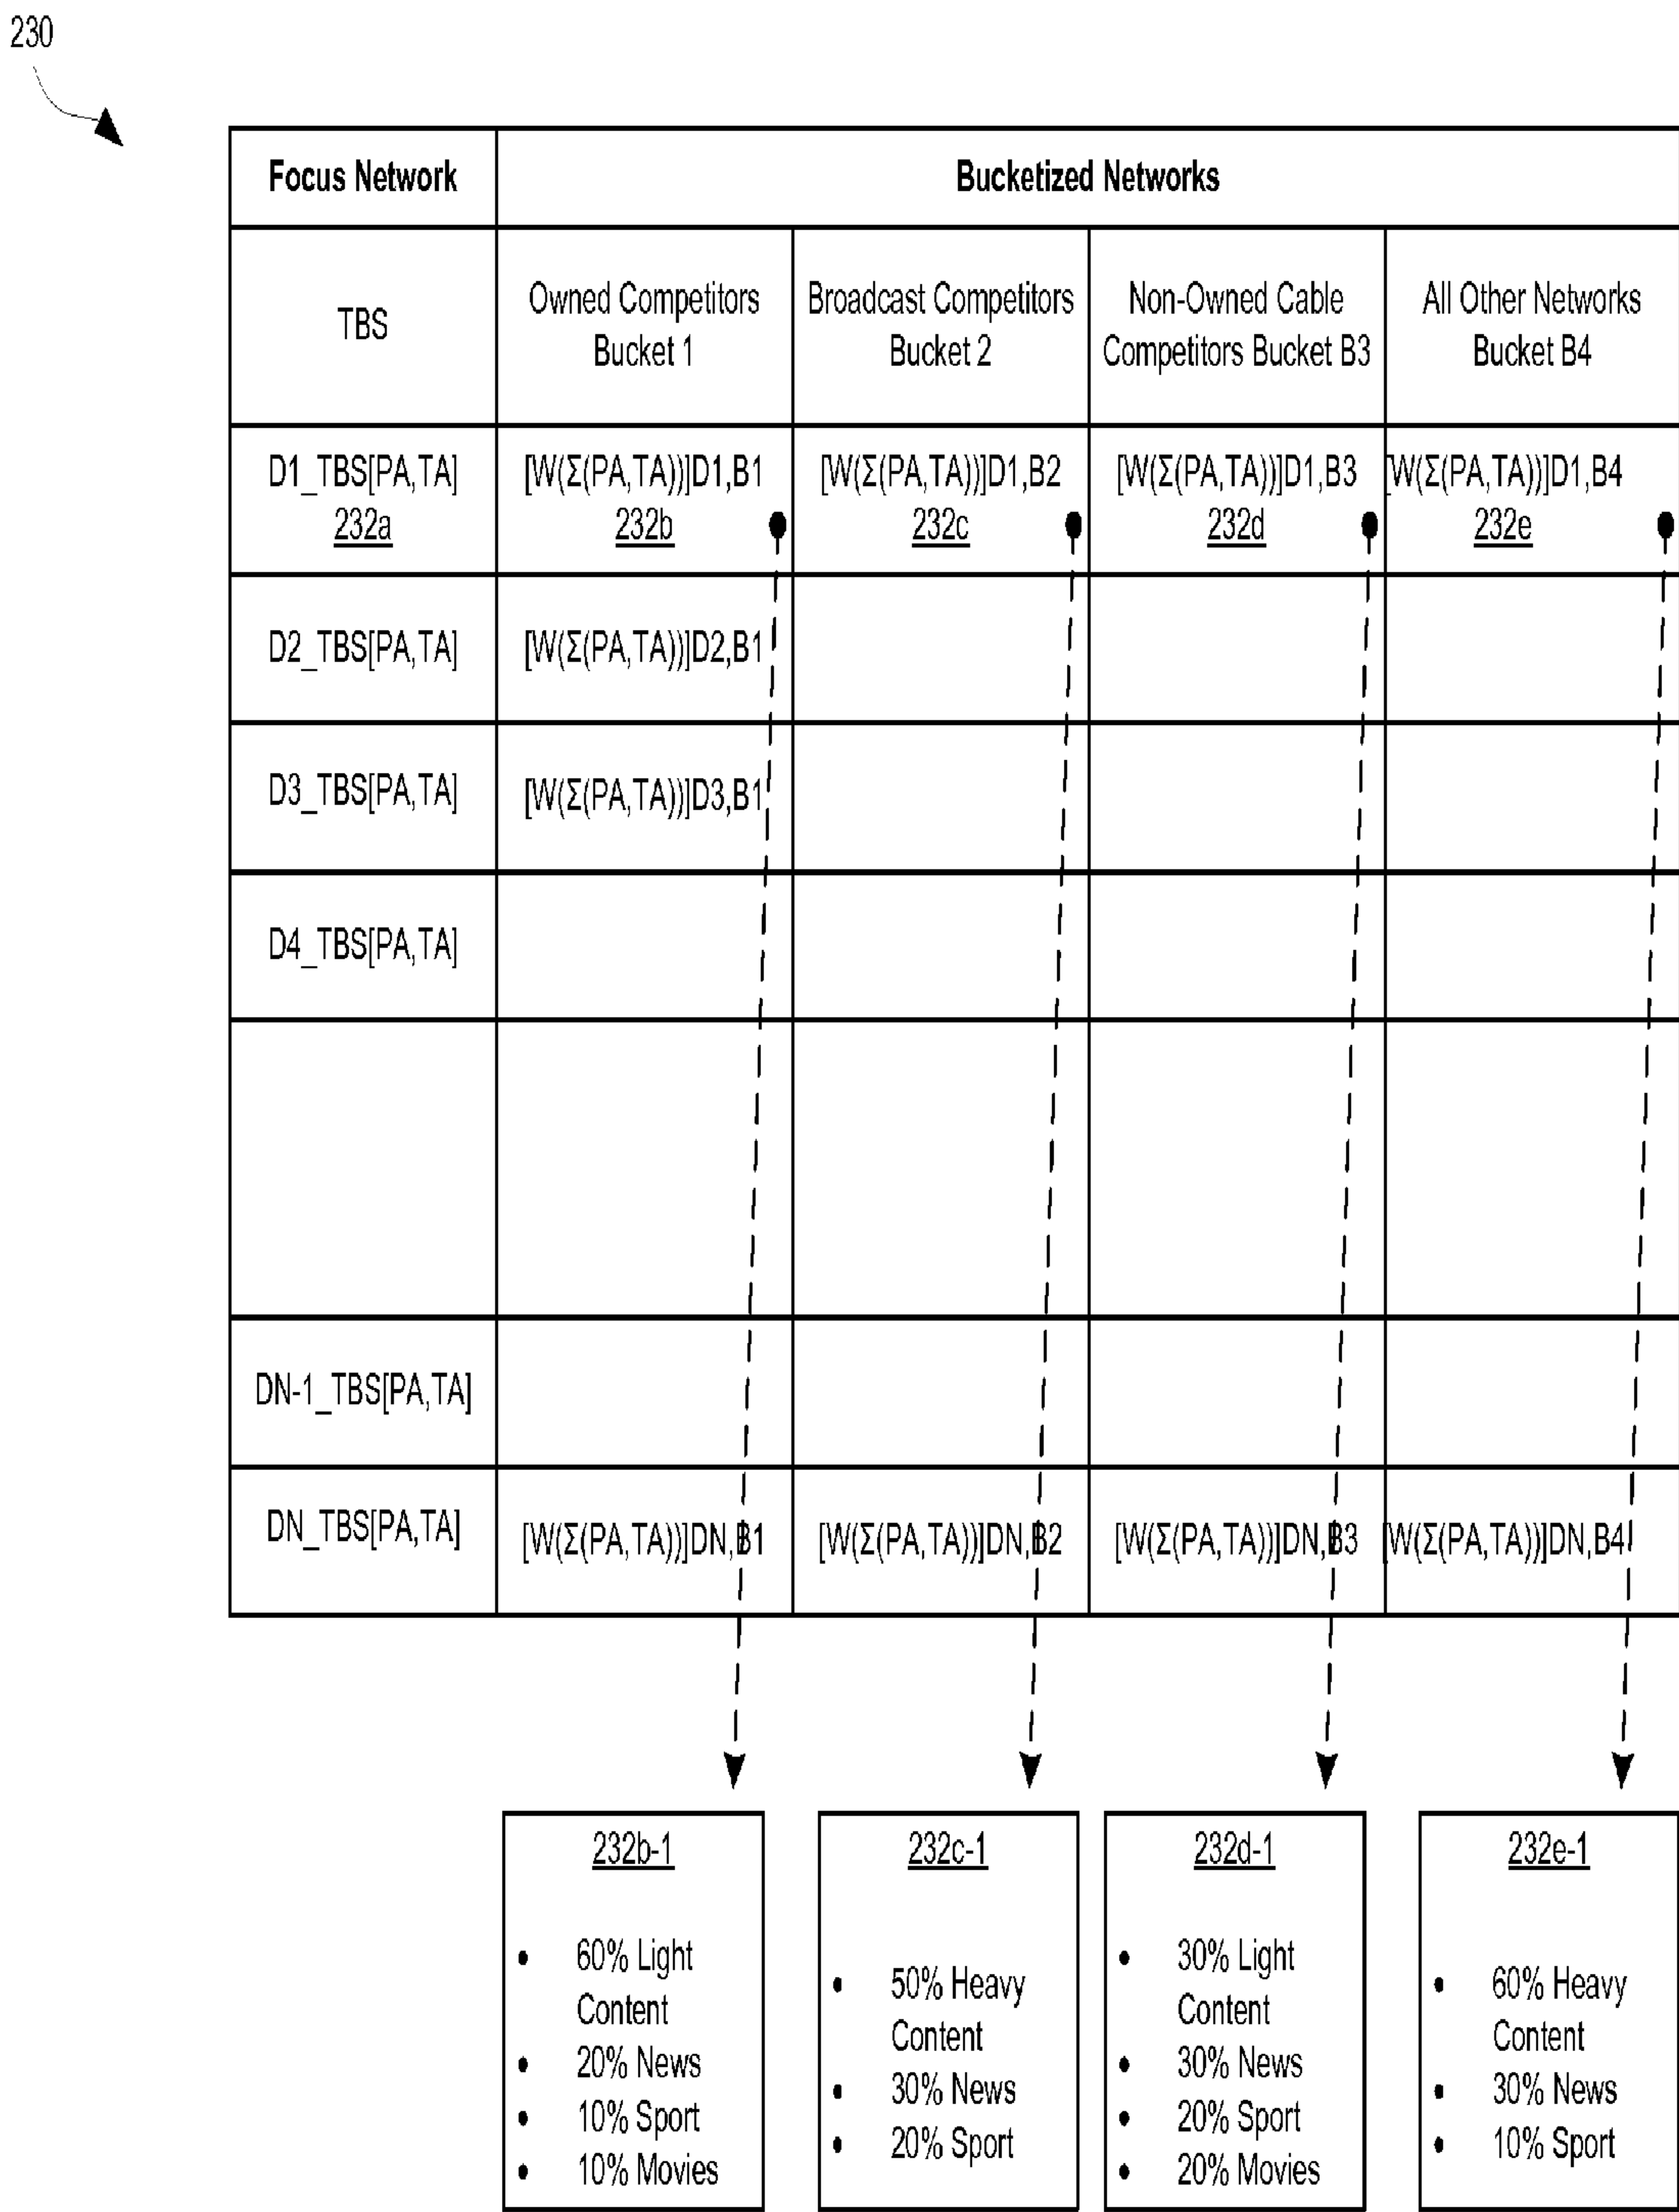 230
Focus Network
Bucketized Networks
TBS
Owned Competitors
Bucket 1
Broadcast Competitors
Bucket 2
Non-Owned Cable
Competitors Bucket B3
All Other Networks
Bucket B4
D1_TBS[PA,TA]
232a
[W(Σ(PA,TA))]D1,B1
232b
[W(Σ(PA,TA))]D1,B2
232c
[W(Σ(PA,TA))]D1,B3
232d
[W(Σ(PA,TA))]D1,B4
232e
D2_TBS[PA,TA]
[W(Σ(PA,TA))]D2,B1
D3_TBS[PA,TA]
[W(Σ(PA,TA))]D3,B1
D4_TBS[PA,TA]
DN-1_TBS[PA,TA]
DN_TBS[PA,TA]
[W(Σ(PA,TA))]DN,B1
[W(Σ(PA,TA))]DN,B2
[W(Σ(PA,TA))]DN,B3
[W(Σ(PA,TA))]DN,B4
232b-1
• 60% Light
Content
• 20% News
• 10% Sport
• 10% Movies
232c-1
• 50% Heavy
Content
• 30% News
• 20% Sport
232d-1
• 30% Light
Content
• 30% News
• 20% Sport
• 20% Movies
232e-1
• 60% Heavy
Content
• 30% News
• 10% Sport